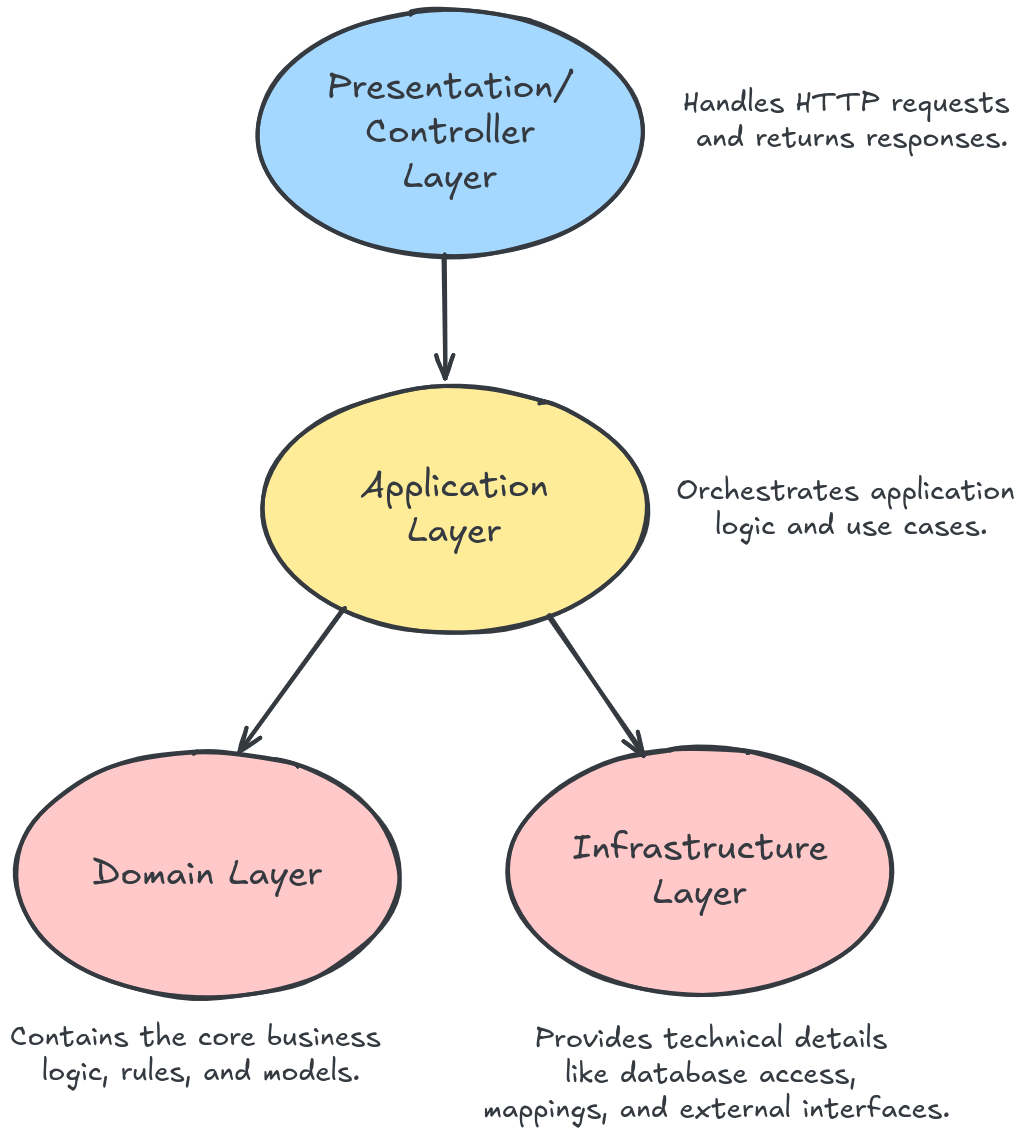 Presentation/
Controller
Layer
Handles HTTP requests
and returns responses.
Application
Layer
Orchestrates application
logic and use cases.
Domain Layer
Infrastructure
Layer
Contains the core business
logic, rules, and models.
Provides technical details
like database access,
mappings, and external interfaces.